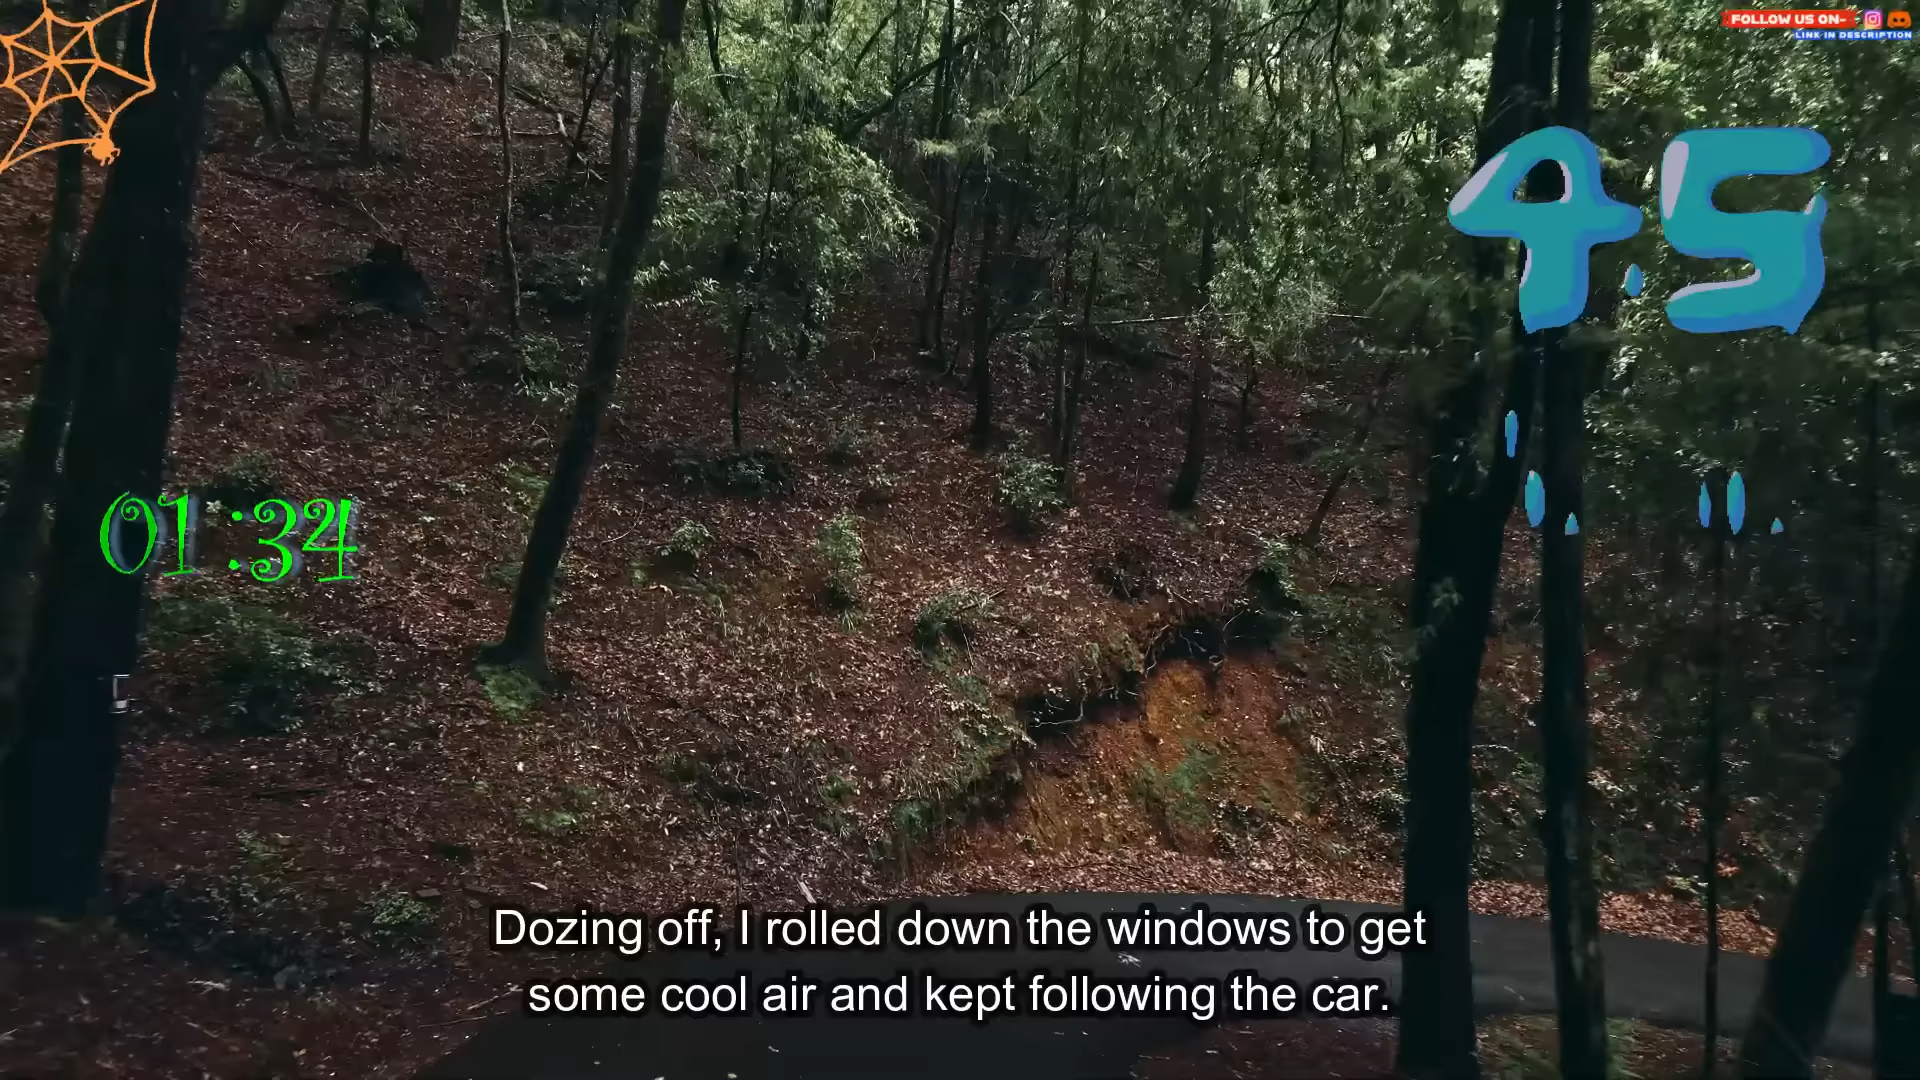 FOLLOW US ON-
LINK IN DESCRIPTION
4.5
01:34
Dozing off, I rolled down the windows to get
some cool air and kept following the car.